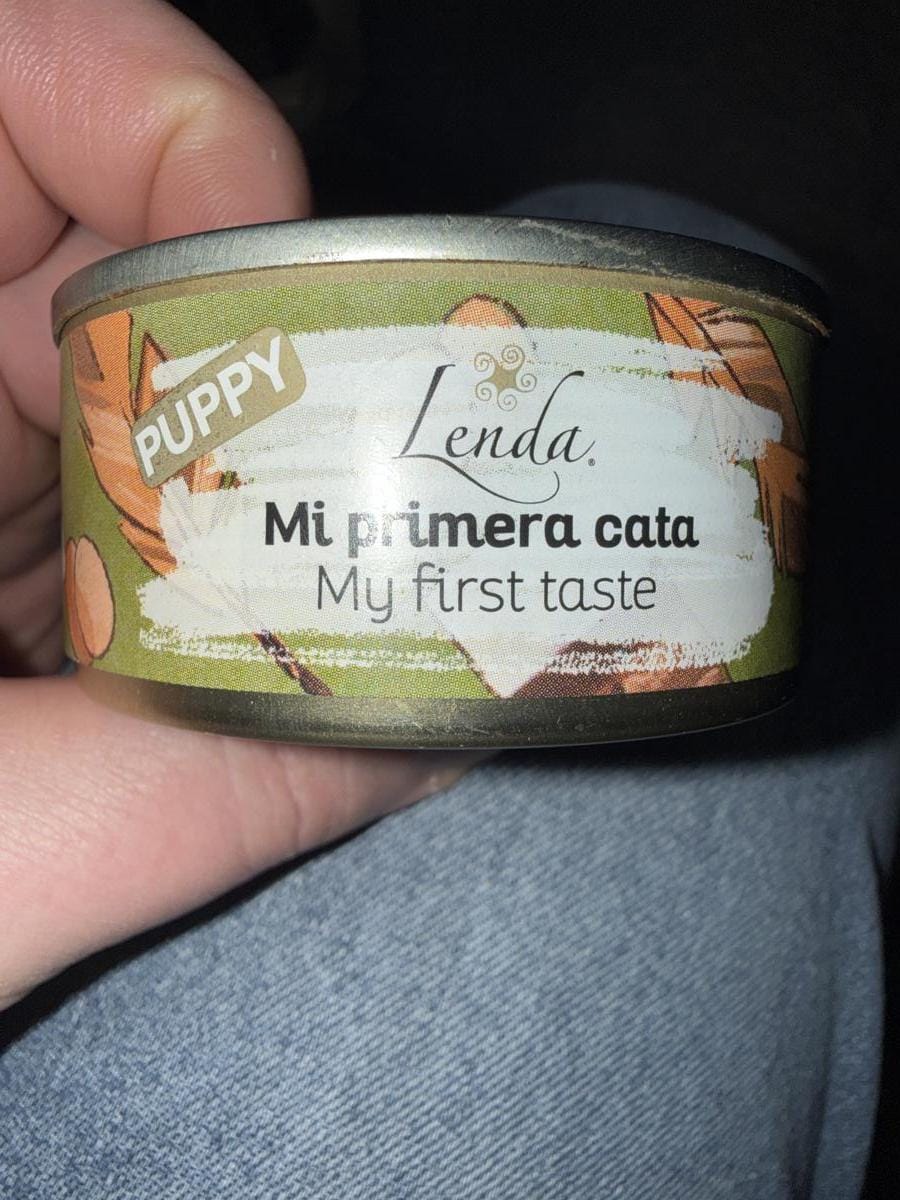 PUPPY
Lenda®
Mi primera cata
My first taste